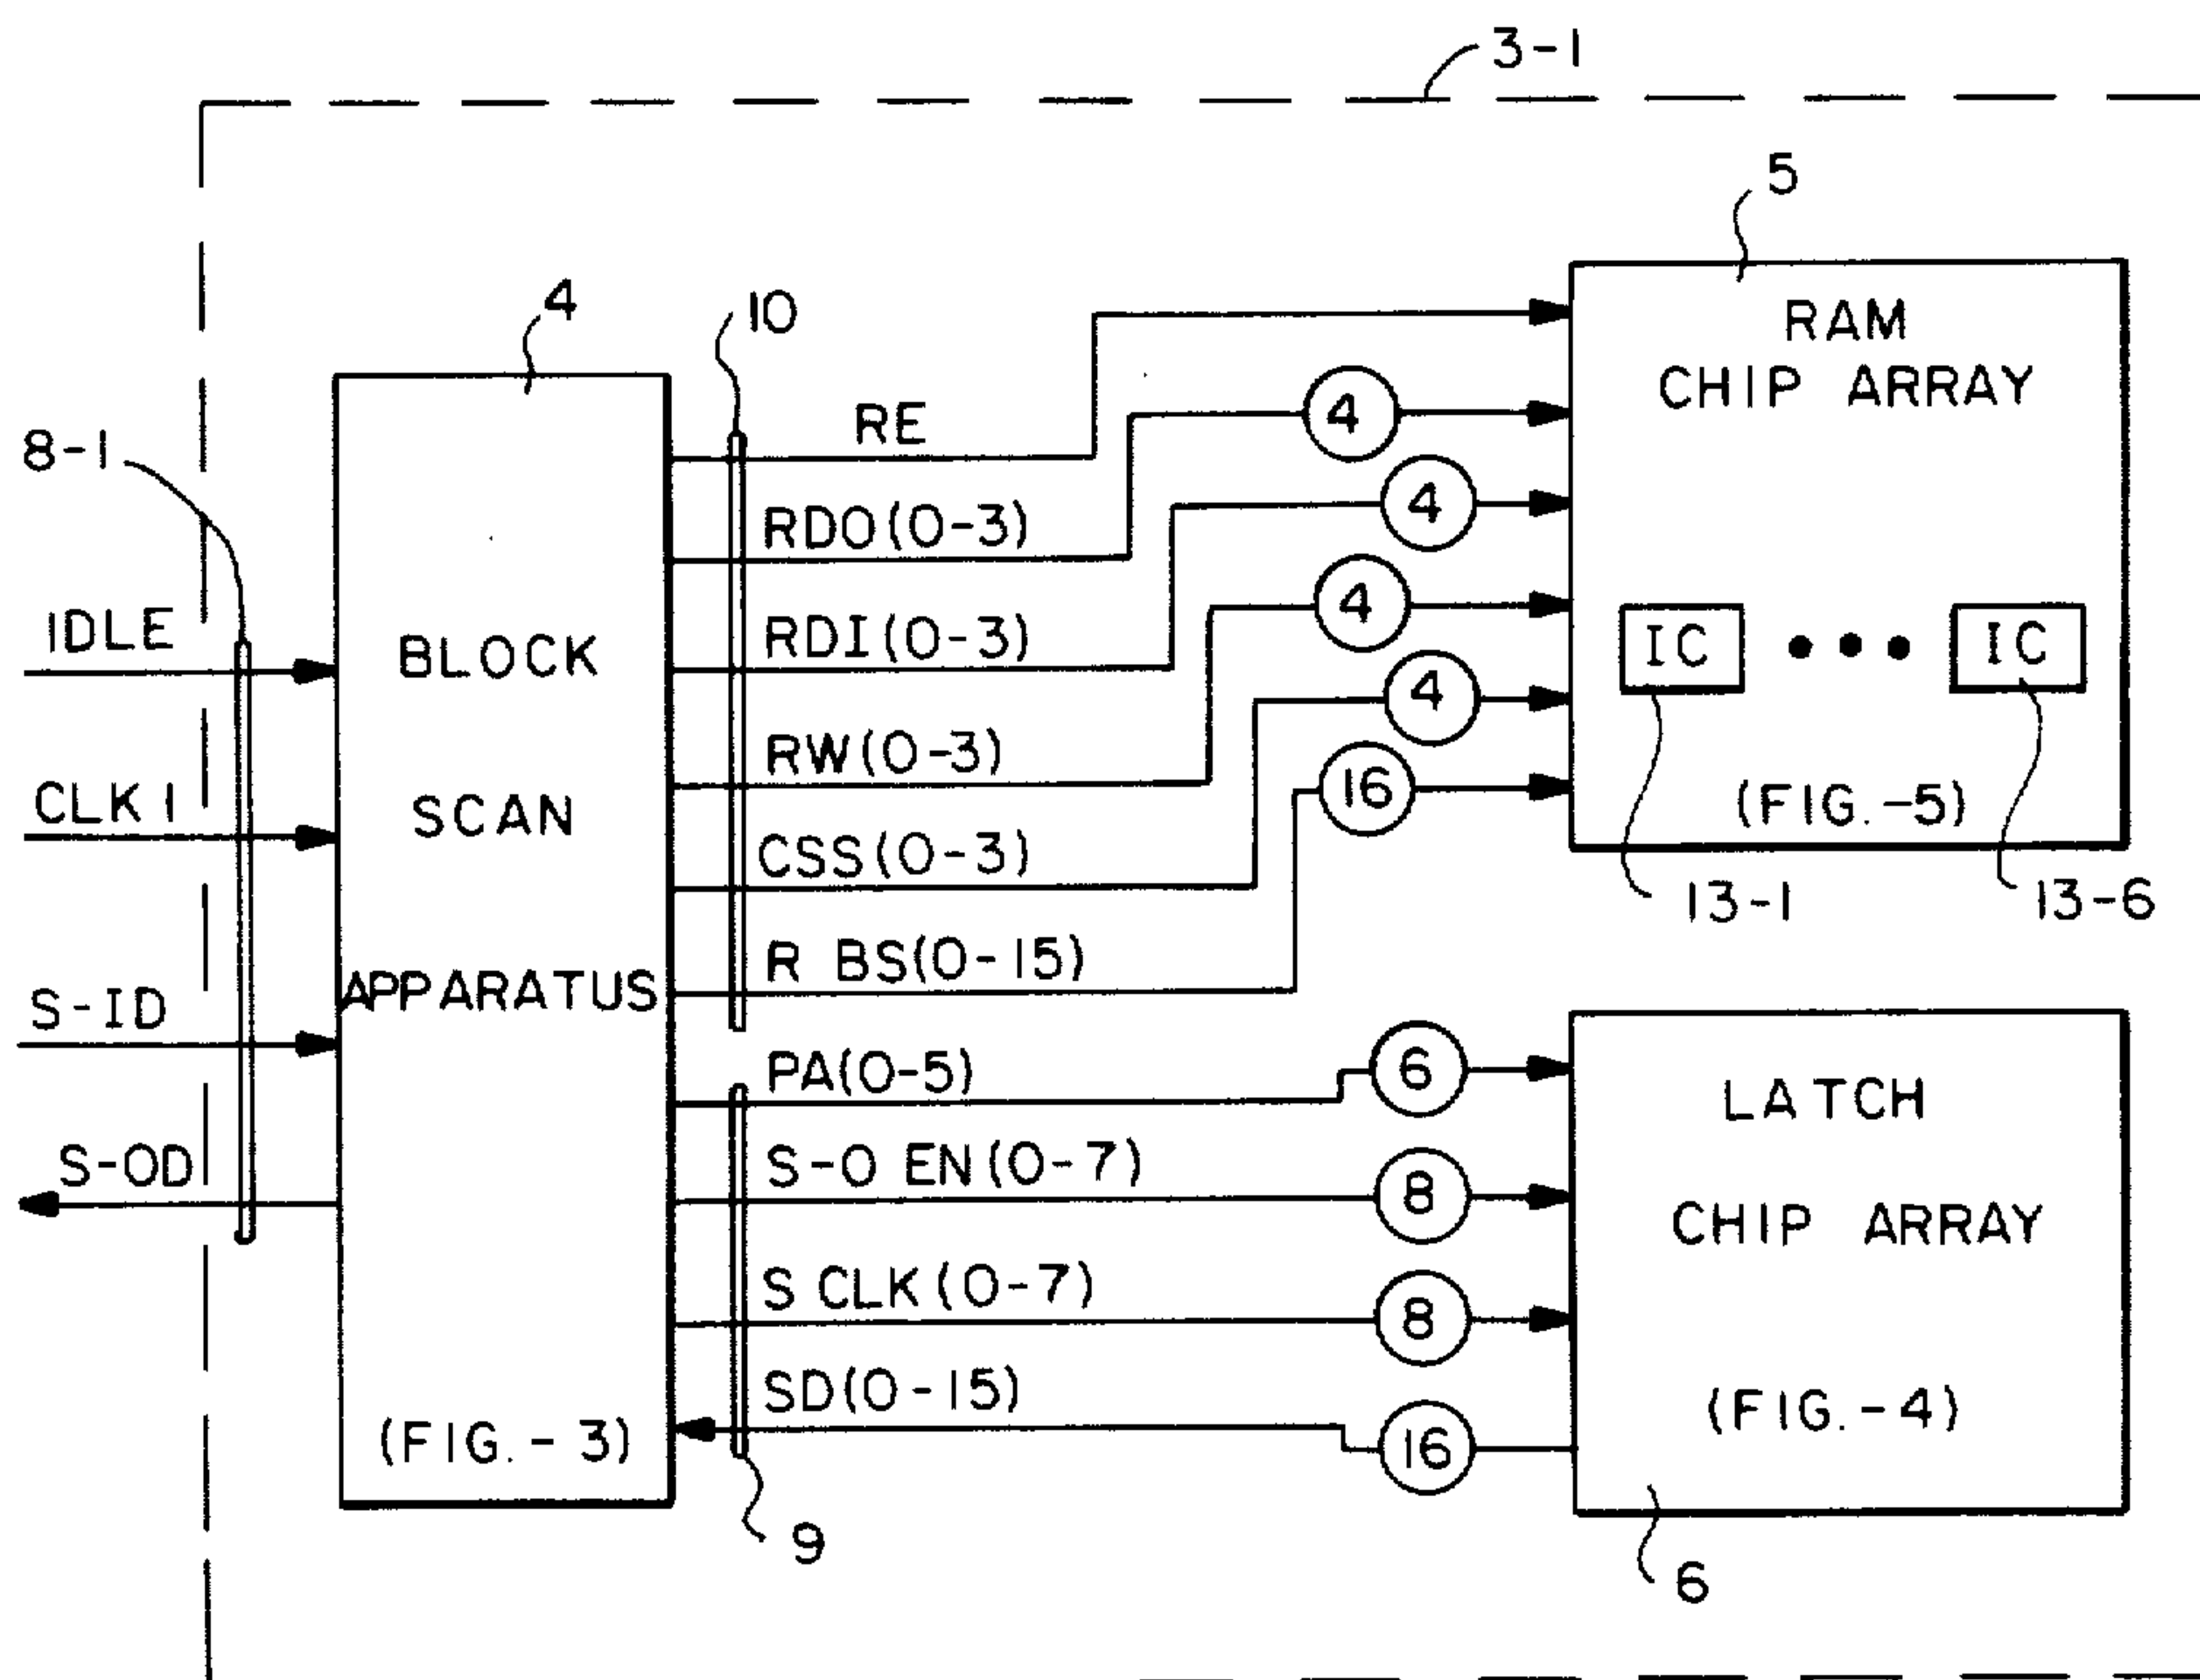 3-1
5
4
10
8-1
RAM
CHIP ARRAY
RE
4
RDO(0-3)
4
RDI(0-3)
4
RW(0-3)
4
CSS(0-3)
16
R BS(0-15)
IC
IC
(FIG.-5)
13-1
13-6
IDLE
CLK 1
S-ID
S-OD
BLOCK
SCAN
APPARATUS
(FIG.-3)
PA(0-5)
6
S-O EN(0-7)
8
S CLK(0-7)
8
SD(0-15)
16
LATCH
CHIP ARRAY
(FIG.-4)
9
6